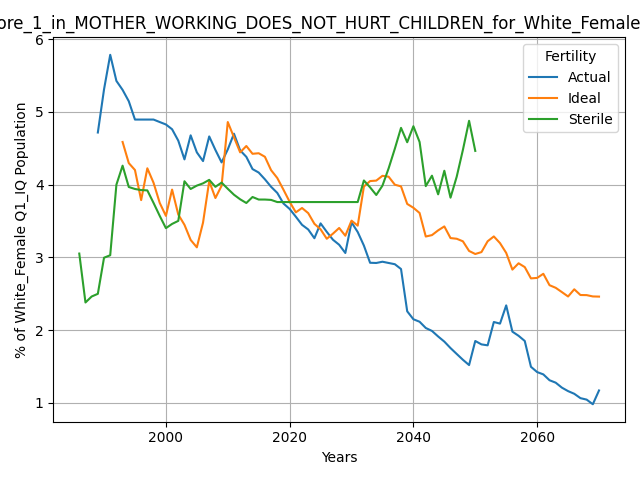 ore_1_in_MOTHER_WORKING_DOES_NOT_HURT_CHILDREN_for_White_Female
Fertility
Actual
Ideal
Sterile
% of White_Female Q1_IQ Population
6
5
4
3
2
1
2000
2020
2040
2060
Years